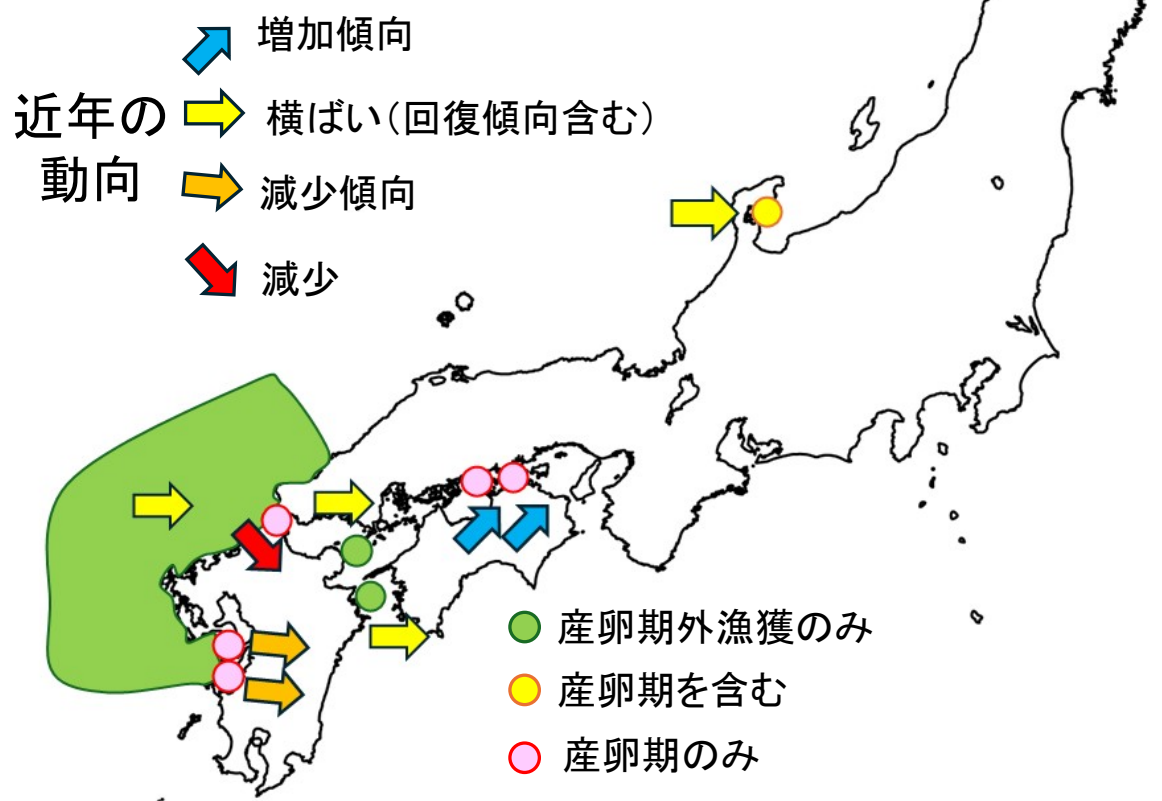 増加傾向
近年の
動向
横ばい（回復傾向含む）
減少傾向
減少
産卵期外漁獲のみ
産卵期を含む
産卵期のみ